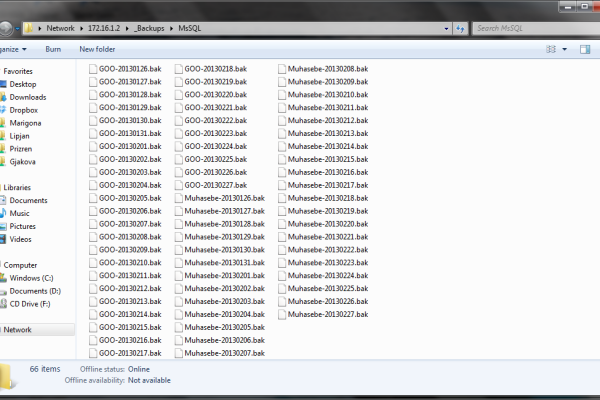 Network ▸ 172.16.1.2 ▸ _Backups ▸ MsSQL
Search MsSQL
Burn
New folder
Favorites
Desktop
Downloads
Dropbox
Marigona
Lipjan
Prizren
Gjakova
Libraries
Documents
Music
Pictures
Videos
Computer
Windows (C:)
Documents (D:)
CD Drive (F:)
Network
GOO-20130126.bak
GOO-20130127.bak
GOO-20130128.bak
GOO-20130129.bak
GOO-20130130.bak
GOO-20130131.bak
GOO-20130201.bak
GOO-20130202.bak
GOO-20130203.bak
GOO-20130204.bak
GOO-20130205.bak
GOO-20130206.bak
GOO-20130207.bak
GOO-20130208.bak
GOO-20130209.bak
GOO-20130210.bak
GOO-20130211.bak
GOO-20130212.bak
GOO-20130213.bak
GOO-20130214.bak
GOO-20130215.bak
GOO-20130216.bak
GOO-20130217.bak
GOO-20130218.bak
GOO-20130219.bak
GOO-20130220.bak
GOO-20130221.bak
GOO-20130222.bak
GOO-20130223.bak
GOO-20130224.bak
GOO-20130225.bak
GOO-20130226.bak
GOO-20130227.bak
Muhasebe-20130126.bak
Muhasebe-20130127.bak
Muhasebe-20130128.bak
Muhasebe-20130129.bak
Muhasebe-20130130.bak
Muhasebe-20130131.bak
Muhasebe-20130201.bak
Muhasebe-20130202.bak
Muhasebe-20130203.bak
Muhasebe-20130204.bak
Muhasebe-20130205.bak
Muhasebe-20130206.bak
Muhasebe-20130207.bak
Muhasebe-20130208.bak
Muhasebe-20130209.bak
Muhasebe-20130210.bak
Muhasebe-20130211.bak
Muhasebe-20130212.bak
Muhasebe-20130213.bak
Muhasebe-20130214.bak
Muhasebe-20130215.bak
Muhasebe-20130216.bak
Muhasebe-20130217.bak
Muhasebe-20130218.bak
Muhasebe-20130219.bak
Muhasebe-20130220.bak
Muhasebe-20130221.bak
Muhasebe-20130222.bak
Muhasebe-20130223.bak
Muhasebe-20130224.bak
Muhasebe-20130225.bak
Muhasebe-20130226.bak
Muhasebe-20130227.bak
66 items Offline status: Online
Offline availability: Not available